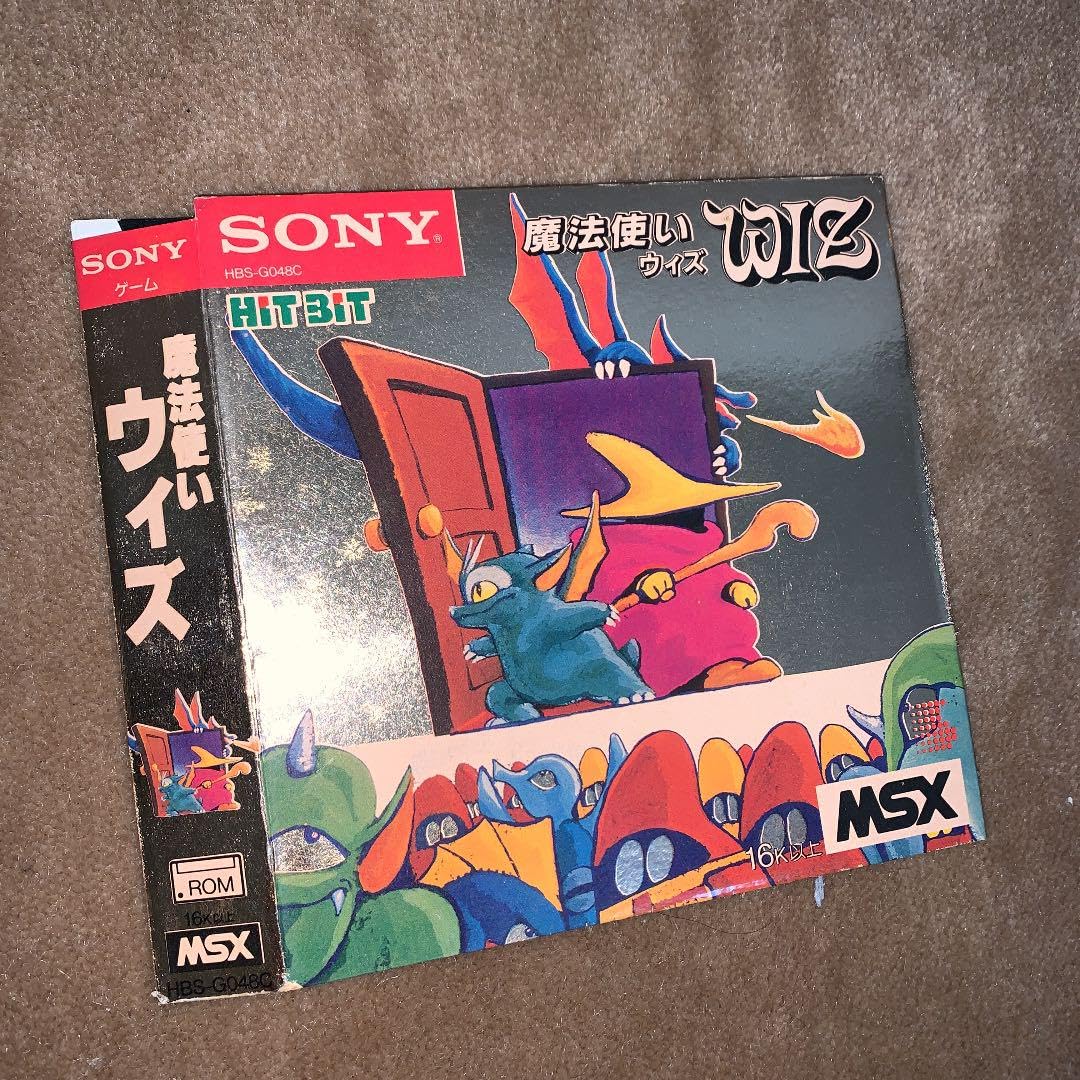 SONY
ゲーム
魔法使い
ウィズ
ROM
16K以上
MSX
HBS-G048C
SONY®
HBS-G048C
HiTBiT
魔法使い
ウィズ
WIZ
16K以上
MSX